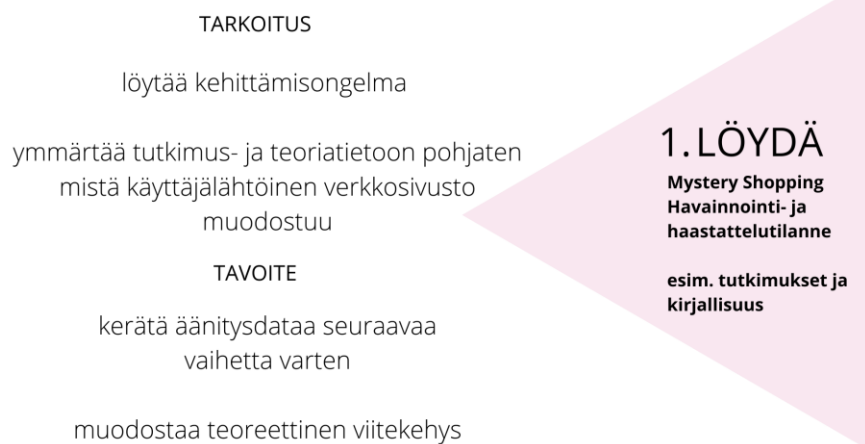 TARKOITUS
löytää kehittämisongelma
ymmärtää tutkimus- ja teoriatietoon pohjaten
mistä käyttäjälähtöinen verkkosivusto
muodostuu
TAVOITE
kerätä äänitysdataa seuraavaa
vaihetta varten
muodostaa teoreettinen viitekehys
1. LÖYDÄ
Mystery Shopping
Havainnointi- ja
haastattelutilanne
esim. tutkimukset ja
kirjallisuus